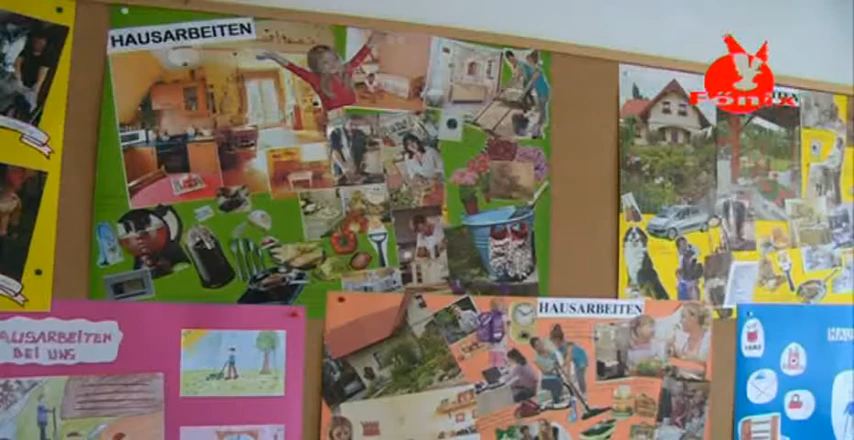 HAUSARBEITEN
Főnix
HAUSARBEITEN
HAUSARBEITEN
BEI UNS